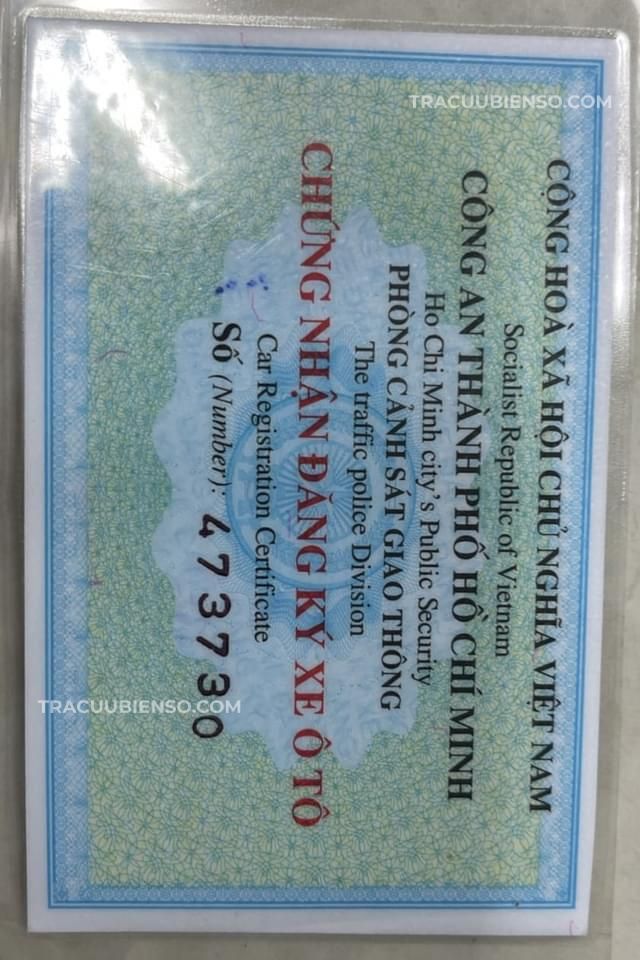 CỘNG HOÀ XÃ HỘI CHỦ NGHĨA VIỆT NAM
Socialist Republic of Vietnam
CÔNG AN THÀNH PHỐ HỒ CHÍ MINH
Ho Chi Minh city's Public Security
PHÒNG CẢNH SÁT GIAO THÔNG
The traffic police Division
CHỨNG NHẬN ĐĂNG KÝ XE Ô TÔ
Car Registration Certificate
Số (Number): 473730
TRACUUBIENSO.COM
TRACUUBIENSO.COM